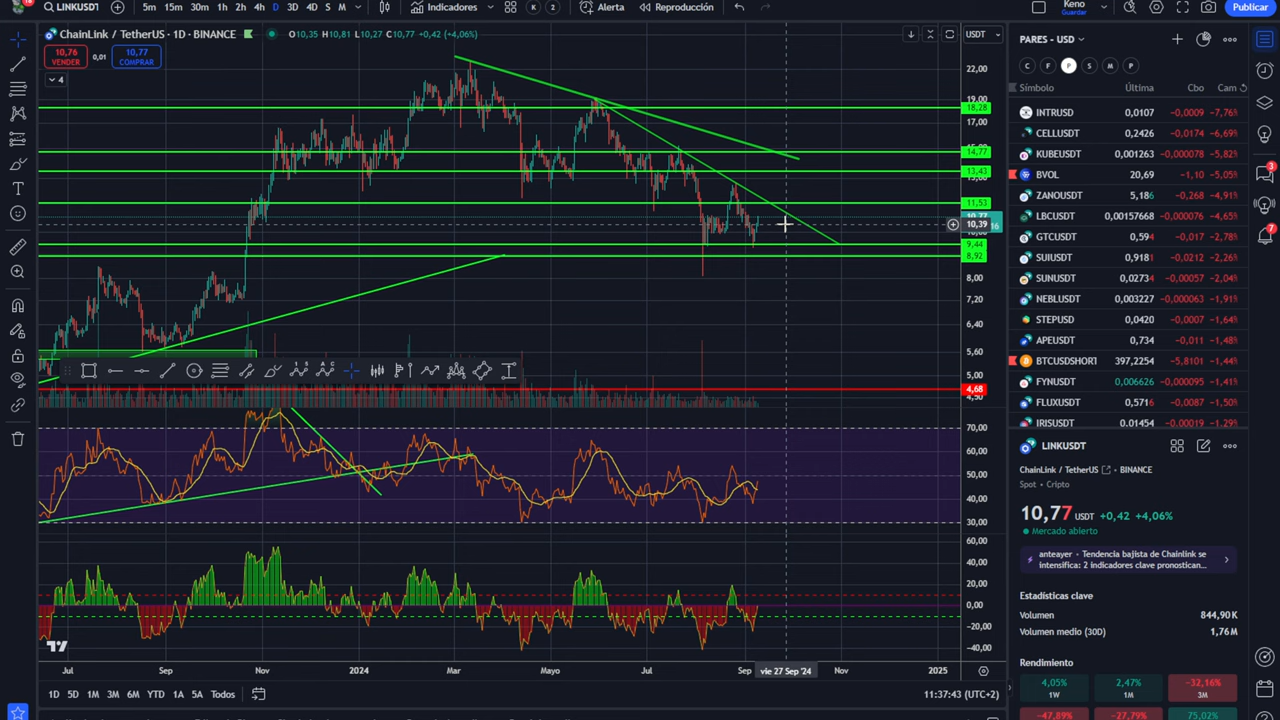 LINKUSDT
5m 15m 30m 1h 2h 4h D 3D 4D S M
Indicadores
K 2
Alerta
Reproducción
Keno
Guardar
Publicar
ChainLink / TetherUS · 1D · BINANCE
O10,35 H10,81 L10,27 C10,77 +0,42 (+4,06%)
USDT
10,76
VENDER
0,01
10,77
COMPRAR
4
22,00
19,00
18,28
17,00
14,77
13,43
11,53
10,77
10,39
9,44
8,92
8,00
7,20
6,40
5,60
5,00
4,68
4,50
70,00
60,00
50,00
40,00
30,00
60,00
40,00
20,00
0,00
−20,00
−40,00
Jul Sep Nov 2024 Mar Mayo Jul Sep vie 27 Sep '24 Nov 2025
1D 5D 1M 3M 6M YTD 1A 5A Todos
11:37:43 (UTC+2)
PARES - USD
C F P S M P
Símbolo Última Cbo Cam
INTRUSD 0,0107 −0,0009 −7,76%
CELLUSDT 0,2426 −0,0174 −6,69%
KUBEUSDT 0,001263 −0,000078 −5,82%
BVOL 20,69 −1,10 −5,05%
ZANOUSDT 5,186 −0,268 −4,91%
LBCUSDT 0,00157668 −0,000076 −4,65%
GTCUSDT 0,594 −0,017 −2,78%
SUIUSDT 0,9181 −0,0212 −2,26%
SUNUSDT 0,02734 −0,00057 −2,04%
NEBLUSDT 0,003227 −0,000063 −1,91%
STEPUSD 0,0420 −0,0007 −1,64%
APEUSDT 0,734 −0,011 −1,48%
BTCUSDSHORT 397,2254 −5,8101 −1,44%
FYNUSDT 0,006626 −0,000095 −1,41%
FLUXUSDT 0,5716 −0,0087 −1,50%
IRISUSDT 0,01454 −0,00019 −1,29%
3
7
LINKUSDT
ChainLink / TetherUS BINANCE
Spot • Cripto
10,77 USDT +0,42 +4,06%
Mercado abierto
anteayer • Tendencia bajista de Chainlink se
intensifica: 2 indicadores clave pronostican...
Estadísticas clave
Volumen 844,90K
Volumen medio (30D) 1,76M
Rendimiento
4,05% 2,47% −32,16%
1W 1M 3M
−47,89% −27,79% 75,02%